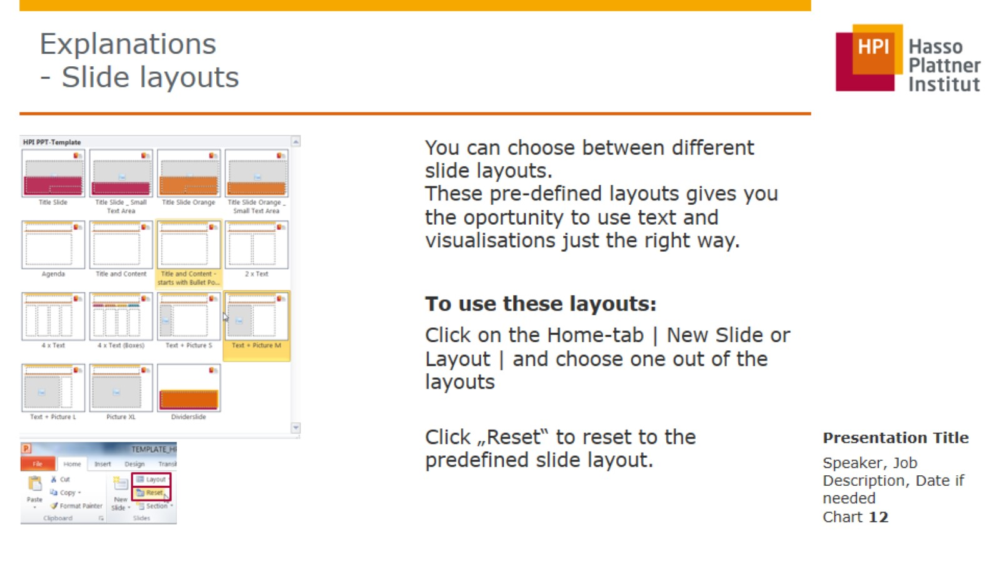 Explanations
- Slide layouts
HPI
Hasso
Plattner
Institut
HPI PPT-Template
Title Slide
Title Slide _ Small
Text Area
Title Slide Orange
Title Slide Orange _
Small Text Area
Agenda
Title and Content
Title and Content -
starts with Bullet Po...
2 x Text
4 x Text
4 x Text (Boxes)
Text + Picture S
Text + Picture M
Text + Picture L
Picture XL
Dividerslide
TEMPLATE_HP
File
Home
Insert
Design
Transi
Paste
Cut
Copy
Format Painter
Clipboard
New
Slide
Layout
Reset
Section
Slides
You can choose between different
slide layouts.
These pre-defined layouts gives you
the oportunity to use text and
visualisations just the right way.
To use these layouts:
Click on the Home-tab | New Slide or
Layout | and choose one out of the
layouts
Click „Reset“ to reset to the
predefined slide layout.
Presentation Title
Speaker, Job
Description, Date if
needed
Chart 12